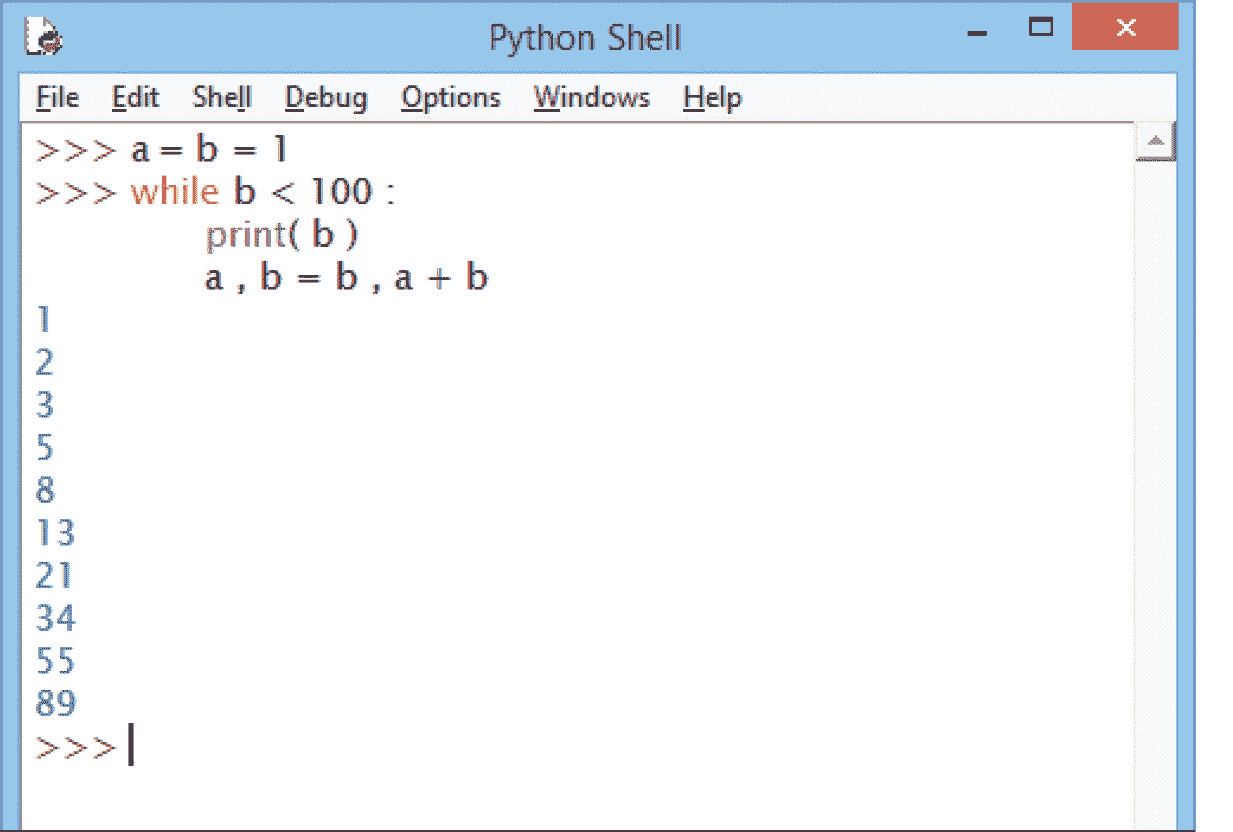 Python Shell
File Edit Shell Debug Options Windows Help
>>> a = b = 1
>>> while b < 100 :
print( b )
a , b = b , a + b
1
2
3
5
8
13
21
34
55
89
>>>